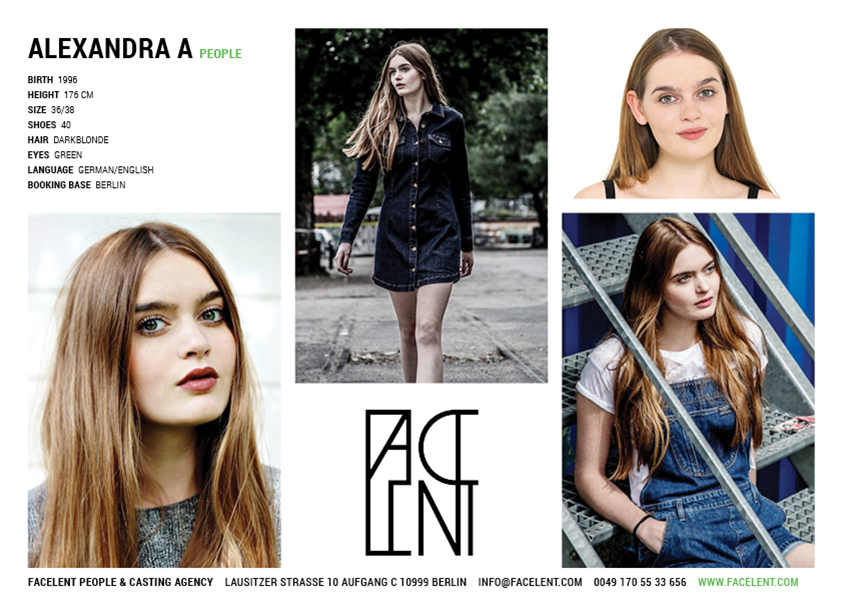 ALEXANDRA A PEOPLE
BIRTH 1996
HEIGHT 176 CM
SIZE 36/38
SHOES 40
HAIR DARKBLONDE
EYES GREEN
LANGUAGE GERMAN/ENGLISH
BOOKING BASE BERLIN
FACE
LENT
FACELENT PEOPLE & CASTING AGENCY LAUSITZER STRASSE 10 AUFGANG C 10999 BERLIN INFO@FACELENT.COM 0049 170 55 33 656 WWW.FACELENT.COM